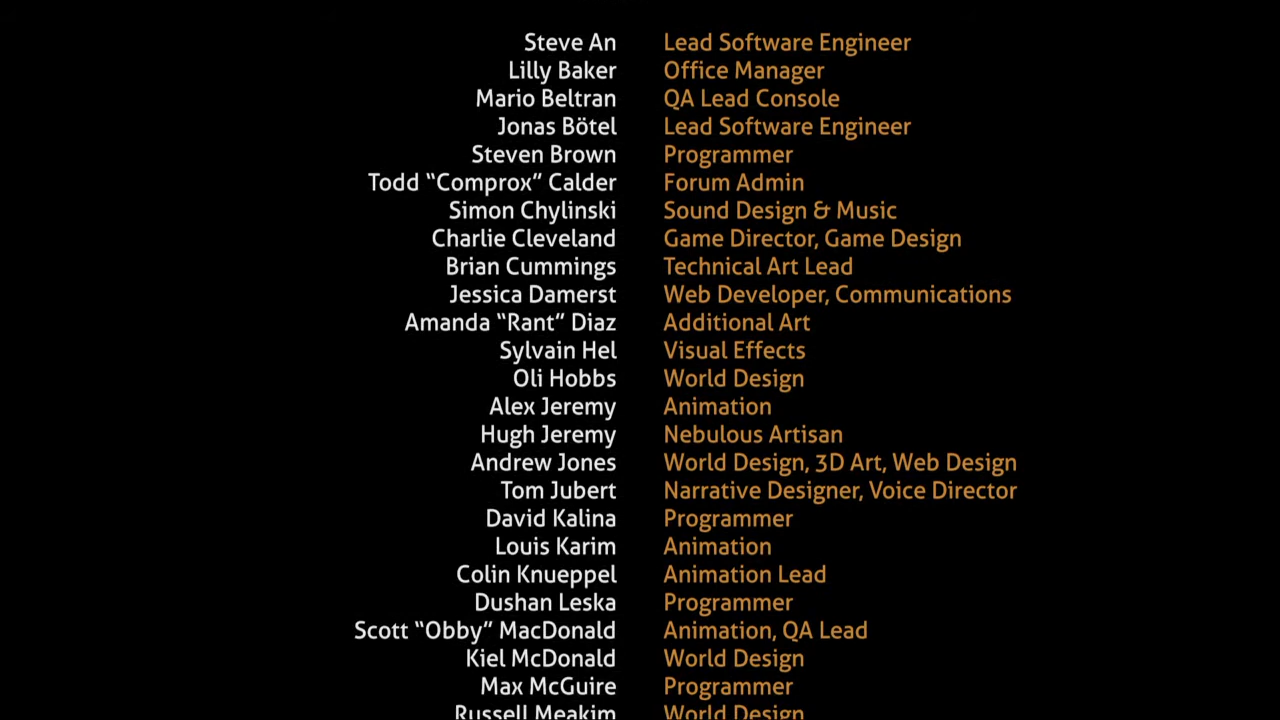 Steve An Lead Software Engineer
Lilly Baker Office Manager
Mario Beltran QA Lead Console
Jonas Bötel Lead Software Engineer
Steven Brown Programmer
Todd “Comprox” Calder Forum Admin
Simon Chylinski Sound Design & Music
Charlie Cleveland Game Director, Game Design
Brian Cummings Technical Art Lead
Jessica Damerst Web Developer, Communications
Amanda “Rant” Diaz Additional Art
Sylvain Hel Visual Effects
Oli Hobbs World Design
Alex Jeremy Animation
Hugh Jeremy Nebulous Artisan
Andrew Jones World Design, 3D Art, Web Design
Tom Jubert Narrative Designer, Voice Director
David Kalina Programmer
Louis Karim Animation
Colin Knueppel Animation Lead
Dushan Leska Programmer
Scott “Obby” MacDonald Animation, QA Lead
Kiel McDonald World Design
Max McGuire Programmer
Russell Meakim World Design